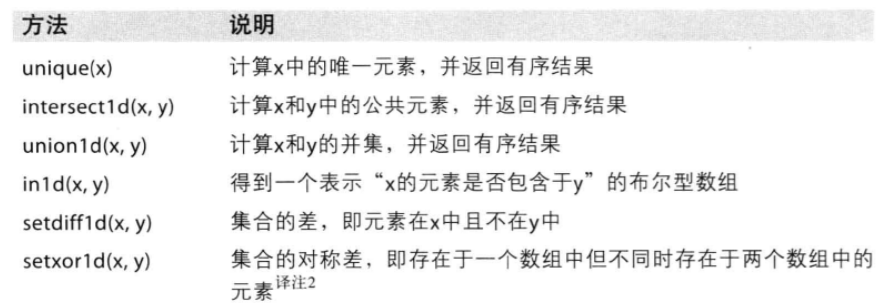 方法 说明
unique(x) 计算x中的唯一元素，并返回有序结果
intersect1d(x, y) 计算x和y中的公共元素，并返回有序结果
union1d(x, y) 计算x和y的并集，并返回有序结果
in1d(x, y) 得到一个表示“x的元素是否包含于y”的布尔型数组
setdiff1d(x, y) 集合的差，即元素在x中且不在y中
setxor1d(x, y) 集合的对称差，即存在于一个数组中但不同时存在于两个数组中的
元素译注2